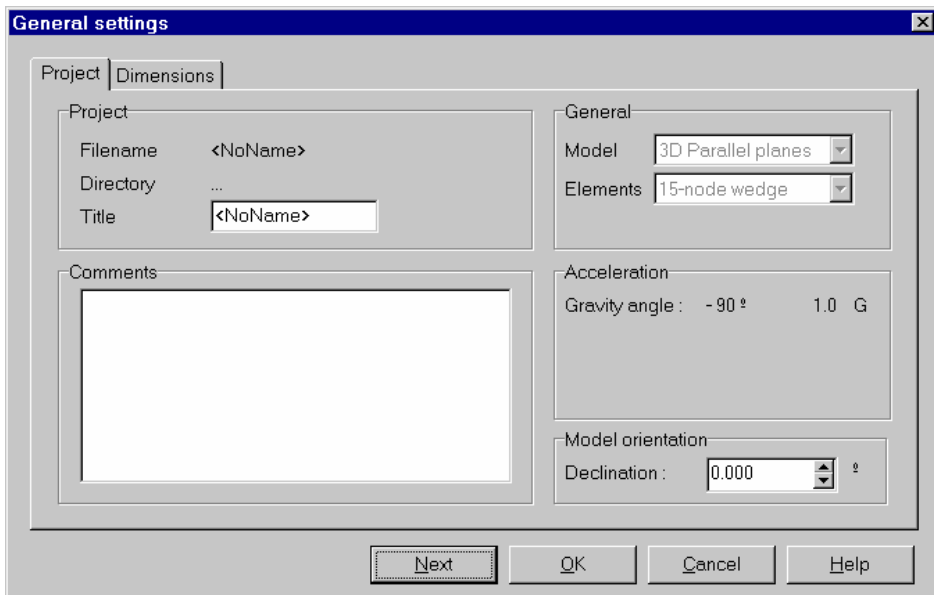 General settings
Project
Dimensions
Project
Filename <NoName>
Directory ...
Title <NoName>
Comments
General
Model 3D Parallel planes
Elements 15-node wedge
Acceleration
Gravity angle : - 90 º 1.0 G
Model orientation
Declination : 0.000 º
Next
OK
Cancel
Help